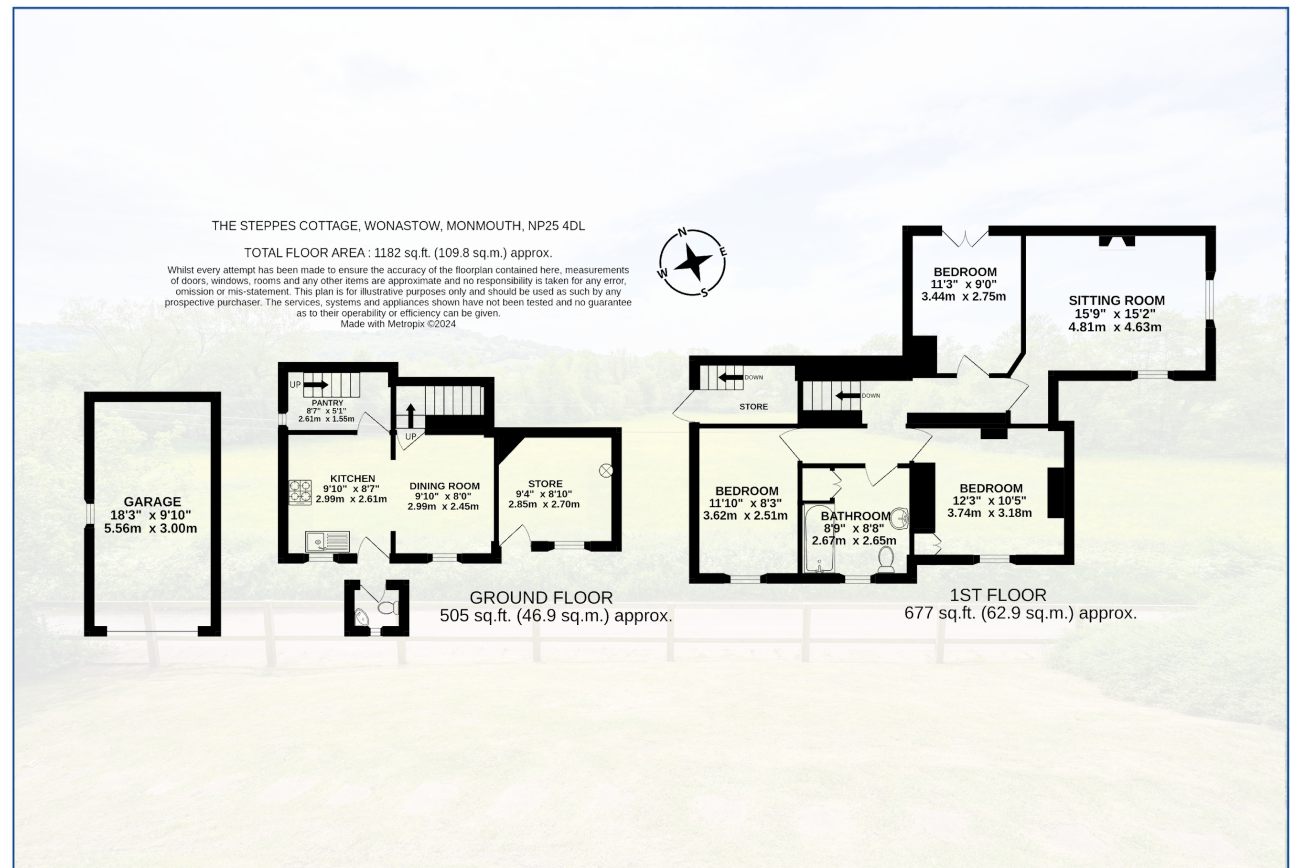 THE STEPPES COTTAGE, WONASTOW, MONMOUTH, NP25 4DL
TOTAL FLOOR AREA : 1182 sq.ft. (109.8 sq.m.) approx.
Whilst every attempt has been made to ensure the accuracy of the floorplan contained here, measurements
of doors, windows, rooms and any other items are approximate and no responsibility is taken for any error,
omission or mis-statement. This plan is for illustrative purposes only and should be used as such by any
prospective purchaser. The services, systems and appliances shown have not been tested and no guarantee
as to their operability or efficiency can be given.
Made with Metropix ©2024
N
E
S
W
GARAGE
18'3" x 9'10"
5.56m x 3.00m
UP
PANTRY
8'7" x 5'1"
2.61m x 1.55m
UP
KITCHEN
9'10" x 8'7"
2.99m x 2.61m
DINING ROOM
9'10" x 8'0"
2.99m x 2.45m
STORE
9'4" x 8'10"
2.85m x 2.70m
GROUND FLOOR
505 sq.ft. (46.9 sq.m.) approx.
BEDROOM
11'3" x 9'0"
3.44m x 2.75m
SITTING ROOM
15'9" x 15'2"
4.81m x 4.63m
DOWN
STORE
DOWN
BEDROOM
11'10" x 8'3"
3.62m x 2.51m
BATHROOM
8'9" x 8'8"
2.67m x 2.65m
BEDROOM
12'3" x 10'5"
3.74m x 3.18m
1ST FLOOR
677 sq.ft. (62.9 sq.m.) approx.